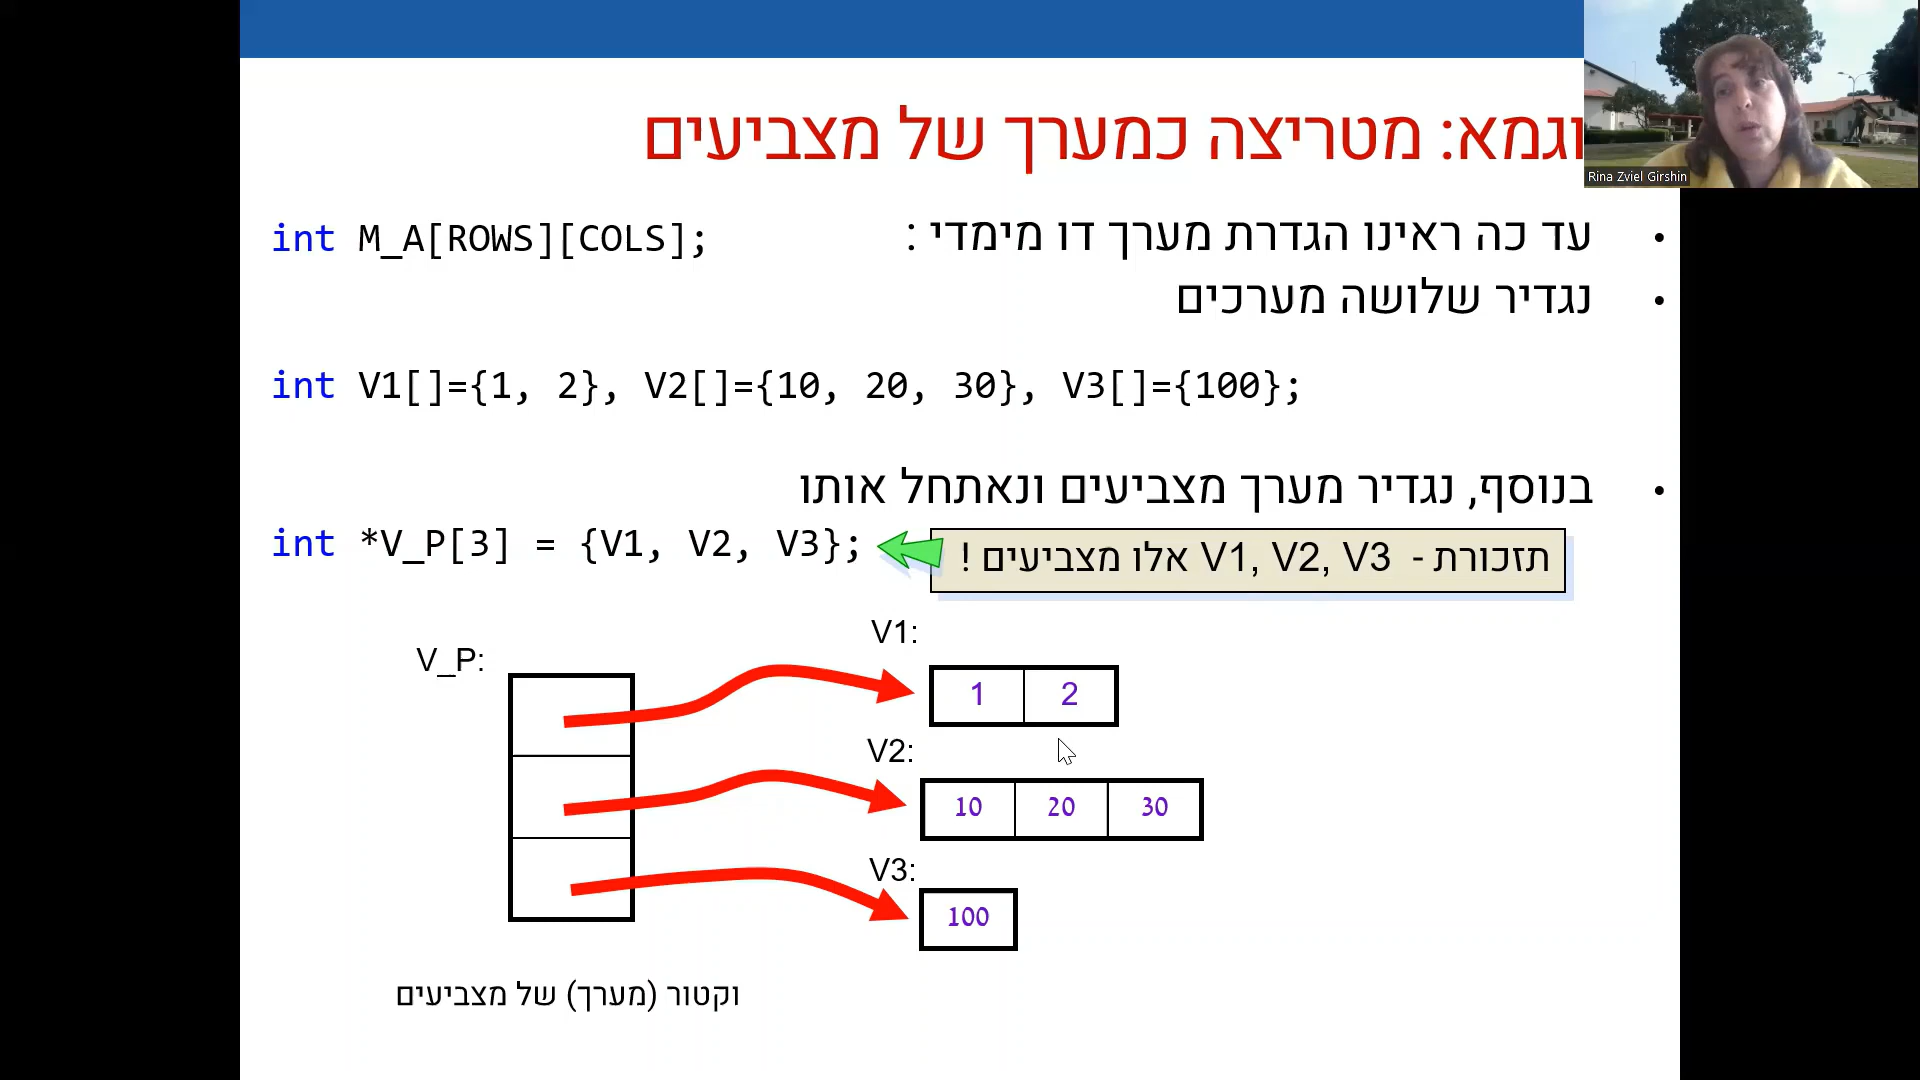 וגמא: מטריצה כמערך של מצביעים
Rina Zviel Girshin
• עד כה ראינו הגדרת מערך דו מימדי : int M_A[ROWS][COLS];
• נגדיר שלושה מערכים
int V1[]={1, 2}, V2[]={10, 20, 30}, V3[]={100};
• בנוסף, נגדיר מערך מצביעים ונאתחל אותו
int *V_P[3] = {V1, V2, V3};
תזכורת - V1, V2, V3 אלו מצביעים !
V_P:
V1:
1 2
V2:
10 20 30
V3:
100
וקטור (מערך) של מצביעים